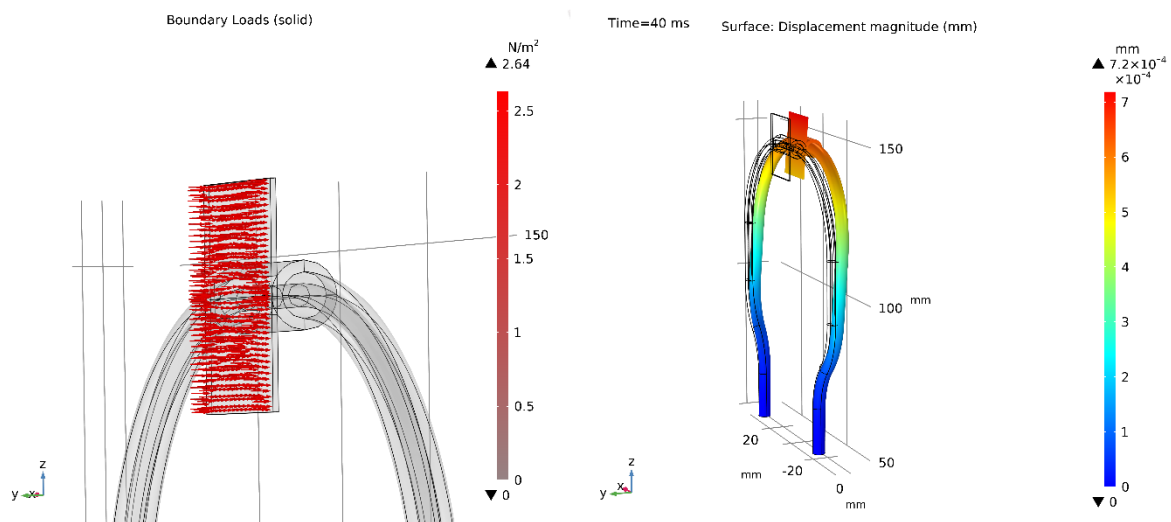 Boundary Loads (solid)
N/m²
▲ 2.64
2.5
2
1.5
1
0.5
0
▼ 0
150
z
y x
Time=40 ms
Surface: Displacement magnitude (mm)
mm
▲ 7.2×10⁻⁴
×10⁻⁴
7
6
5
4
3
2
1
0
▼ 0
150
100 mm
50
20
mm
-20
0
mm
z
y x